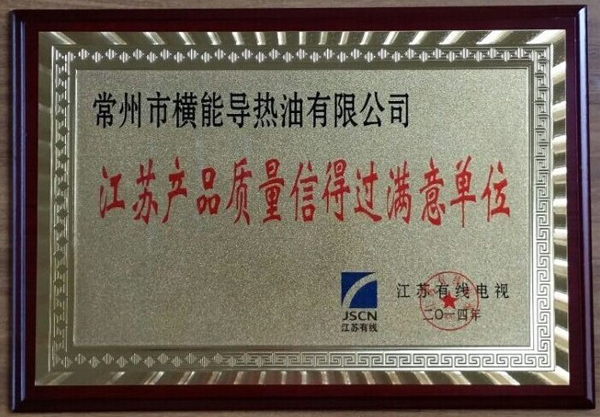 常州市横能导热油有限公司
江苏产品质量信得过满意单位
JSCN
江苏有线
江苏有线电视
二〇一四年